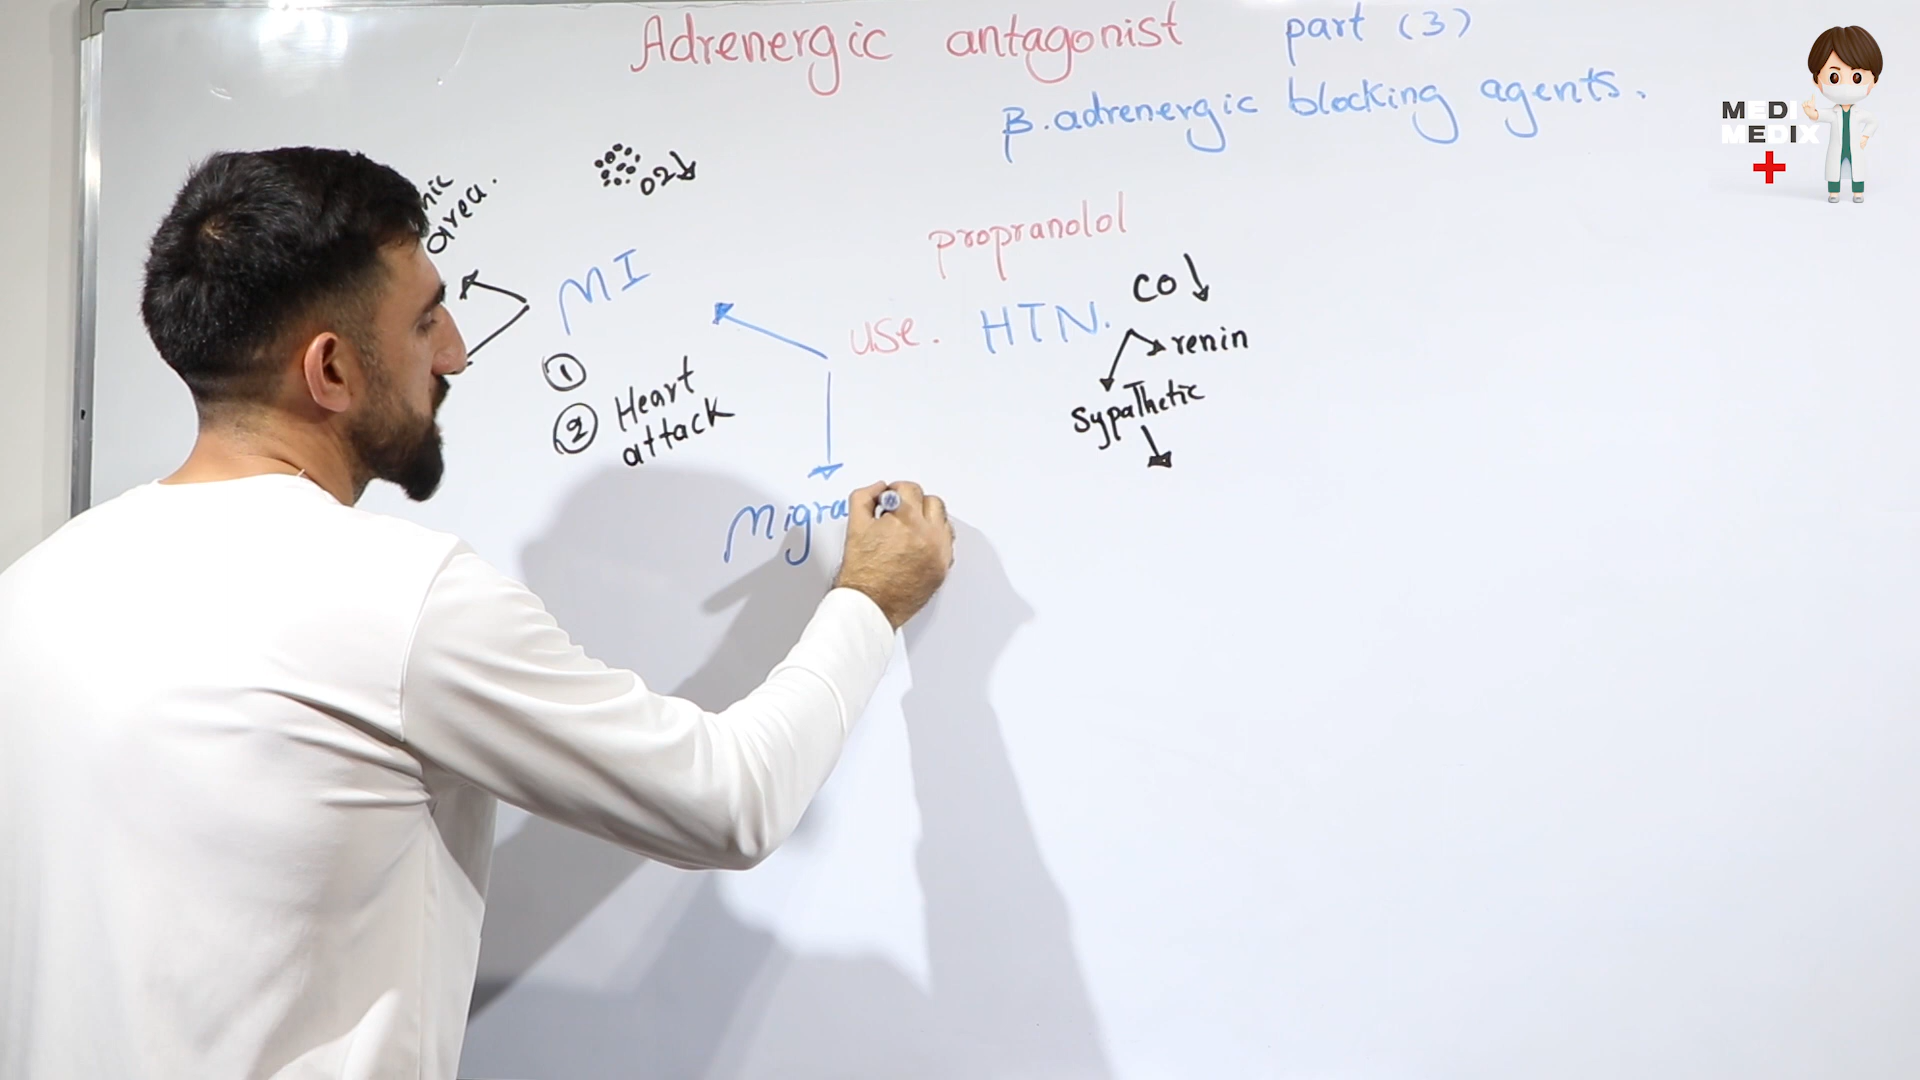 Adrenergic antagonist part (3)
β.adrenergic blocking agents.
MEDI
MEDIX
area.
O2↓
propranolol
MI
CO↓
use. HTN.
renin
①
② Heart
attack
Sypathetic
Migra